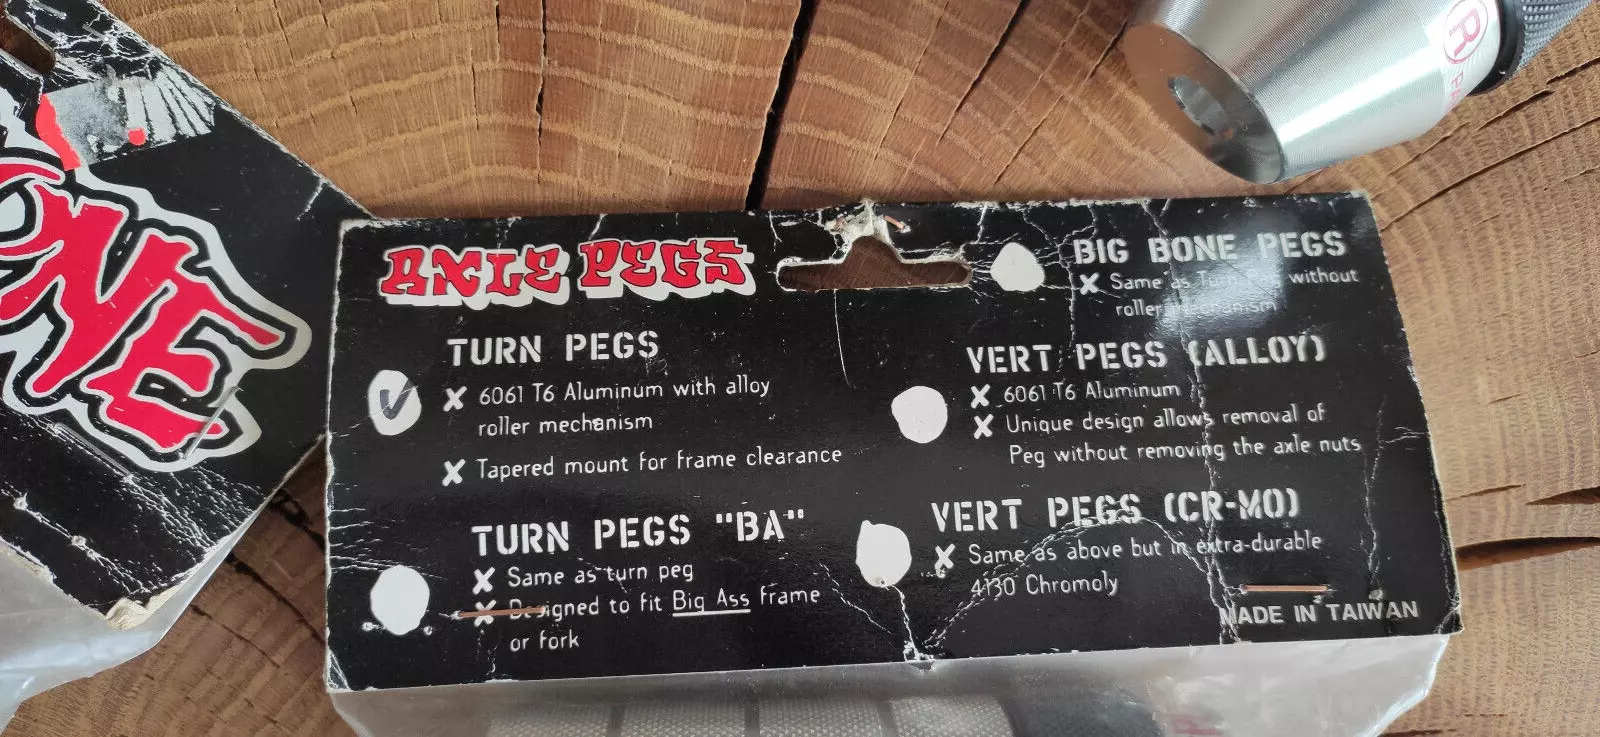 AXLE PEGS
TURN PEGS
✓
✘ 6061 T6 Aluminum with alloy
roller mechanism
✘ Tapered mount for frame clearance
TURN PEGS "BA"
✘ Same as turn peg
✘ Designed to fit Big Ass frame
or fork
BIG BONE PEGS
✘ Same as Turn Peg without
roller mechanism
VERT PEGS (ALLOY)
✘ 6061 T6 Aluminum
✘ Unique design allows removal of
Peg without removing the axle nuts
VERT PEGS (CR-MO)
✘ Same as above but in extra-durable
4130 Chromoly
MADE IN TAIWAN
ONE
R